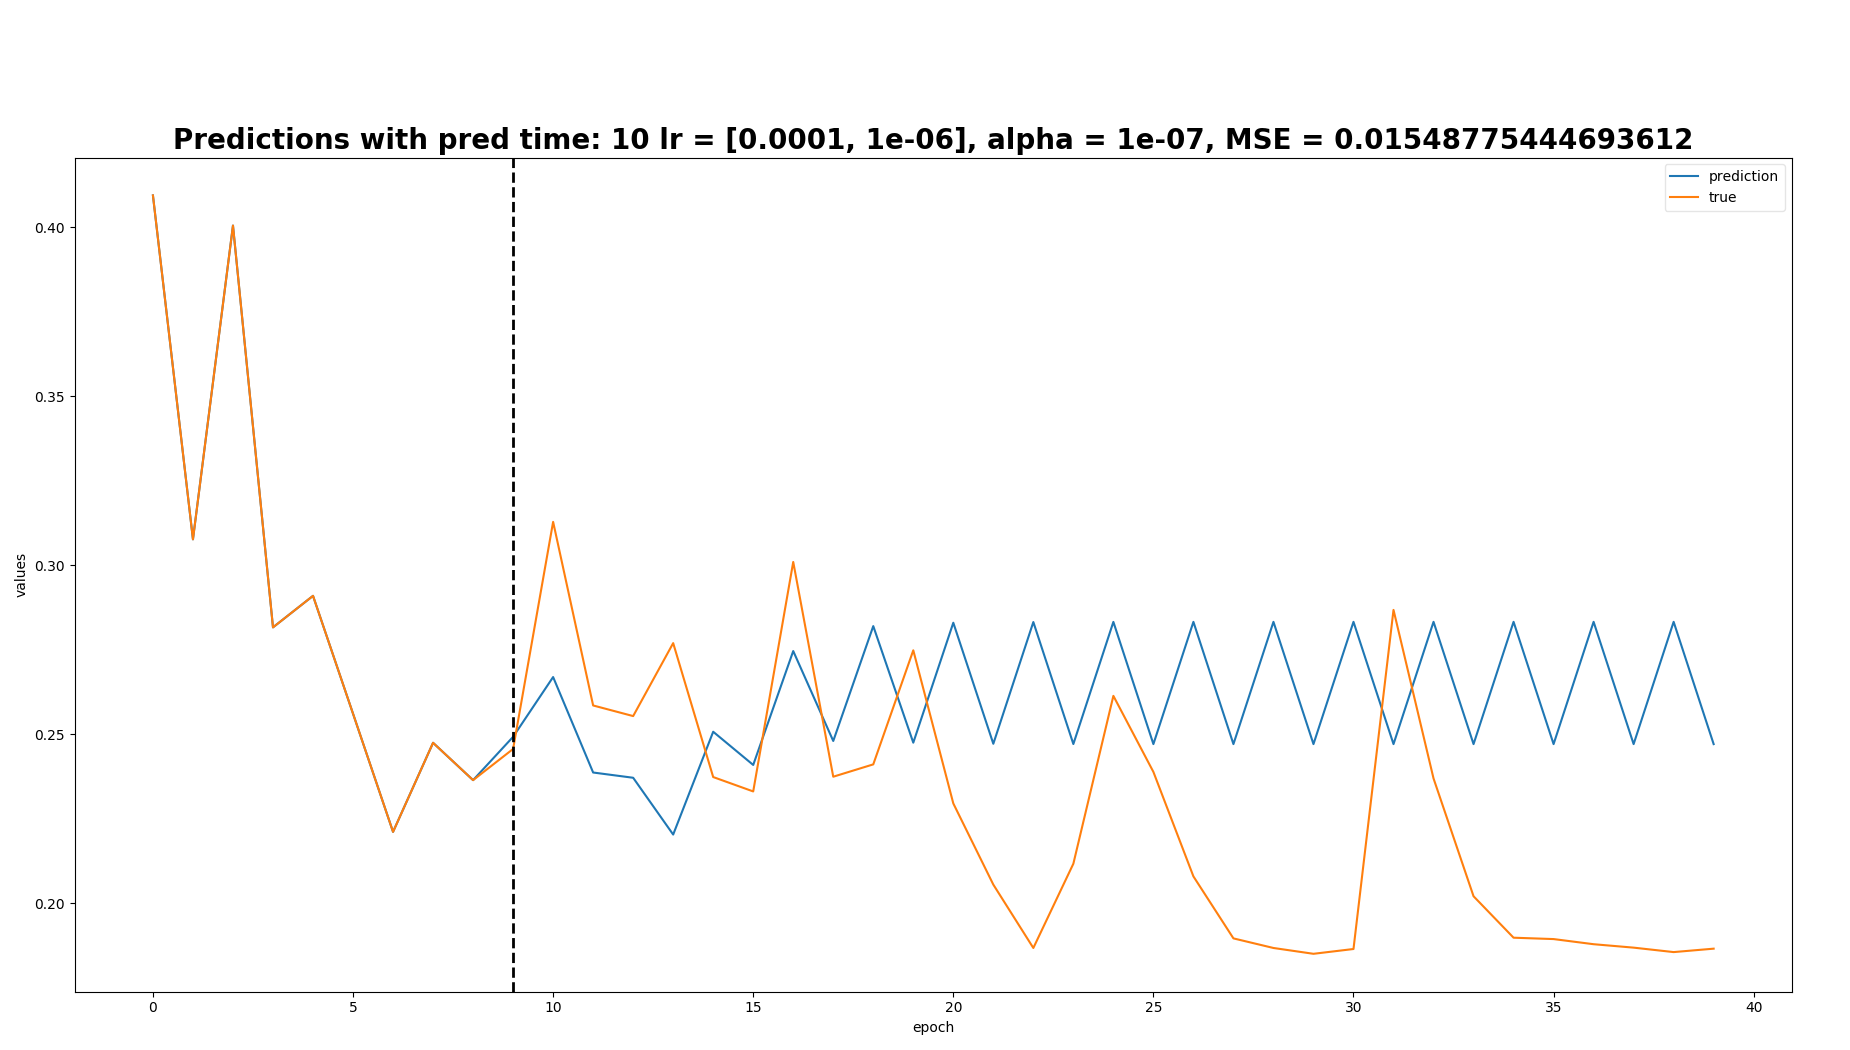 Predictions with pred time: 10 lr = [0.0001, 1e-06], alpha = 1e-07, MSE = 0.01548775444693612
prediction
true
0.40
0.35
0.30
0.25
0.20
values
0 5 10 15 20 25 30 35 40
epoch